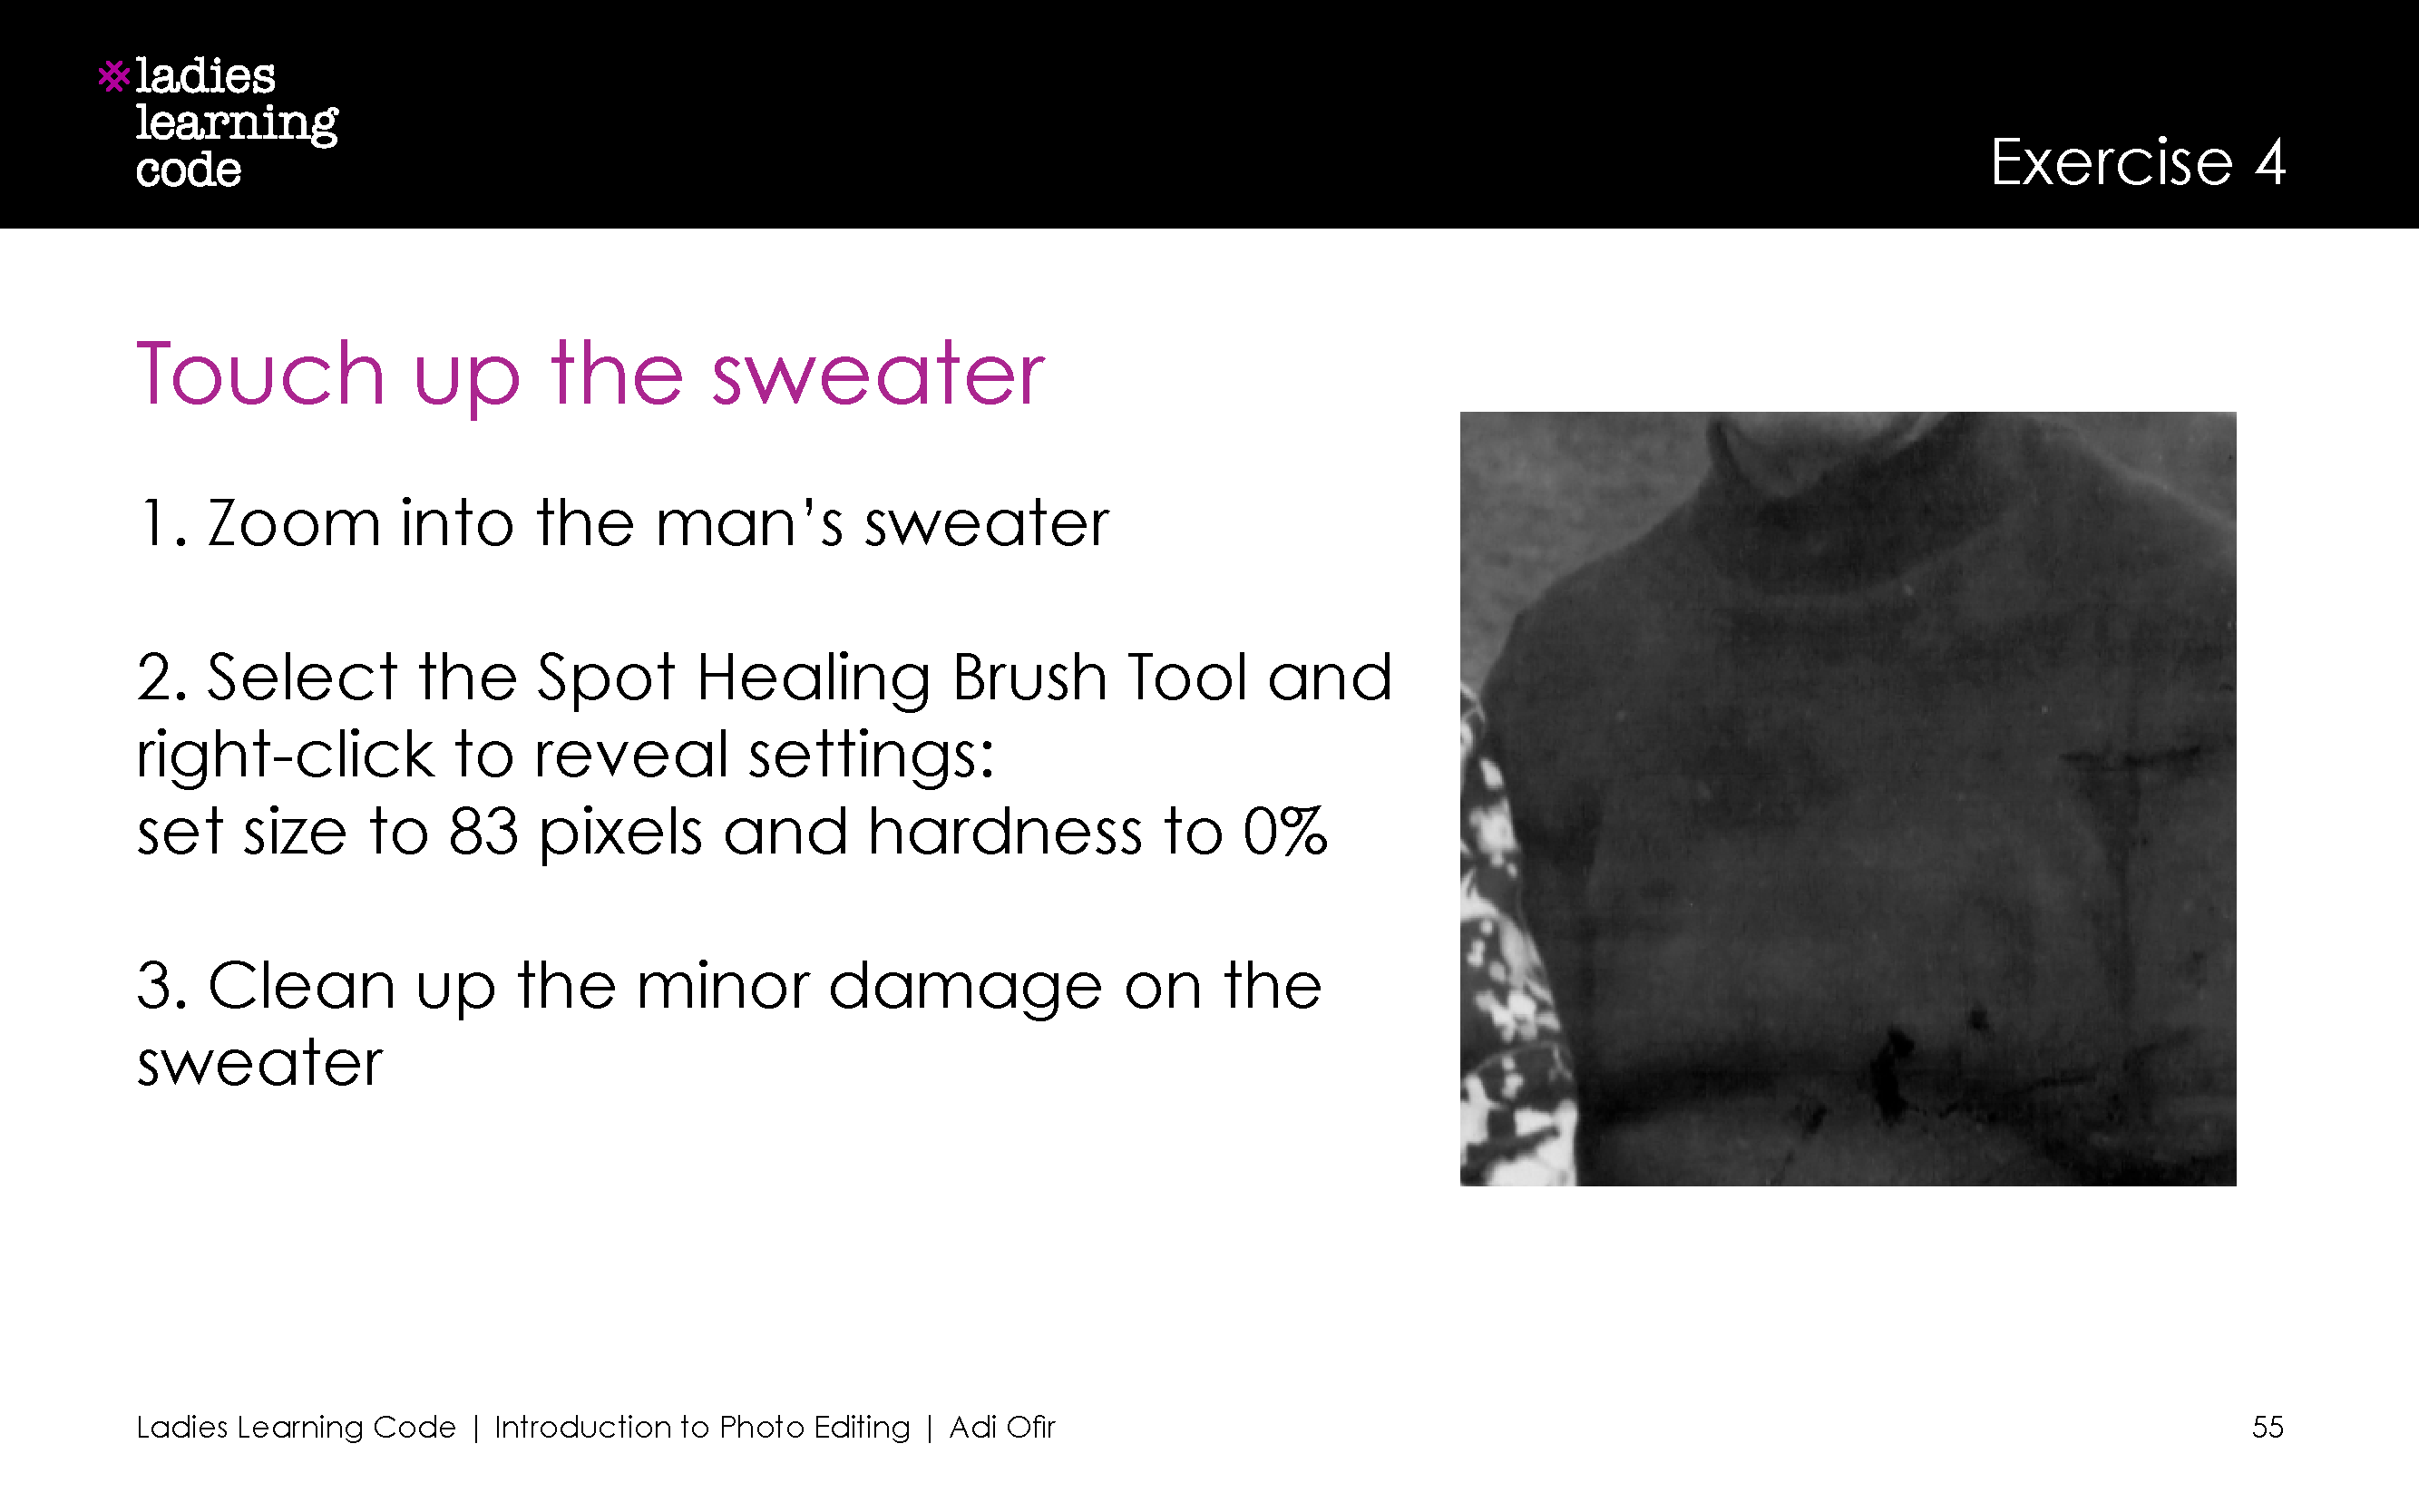 ladies
learning
code
Exercise 4
Touch up the sweater
1. Zoom into the man’s sweater
2. Select the Spot Healing Brush Tool and
right-click to reveal settings:
set size to 83 pixels and hardness to 0%
3. Clean up the minor damage on the
sweater
Ladies Learning Code | Introduction to Photo Editing | Adi Ofir
55